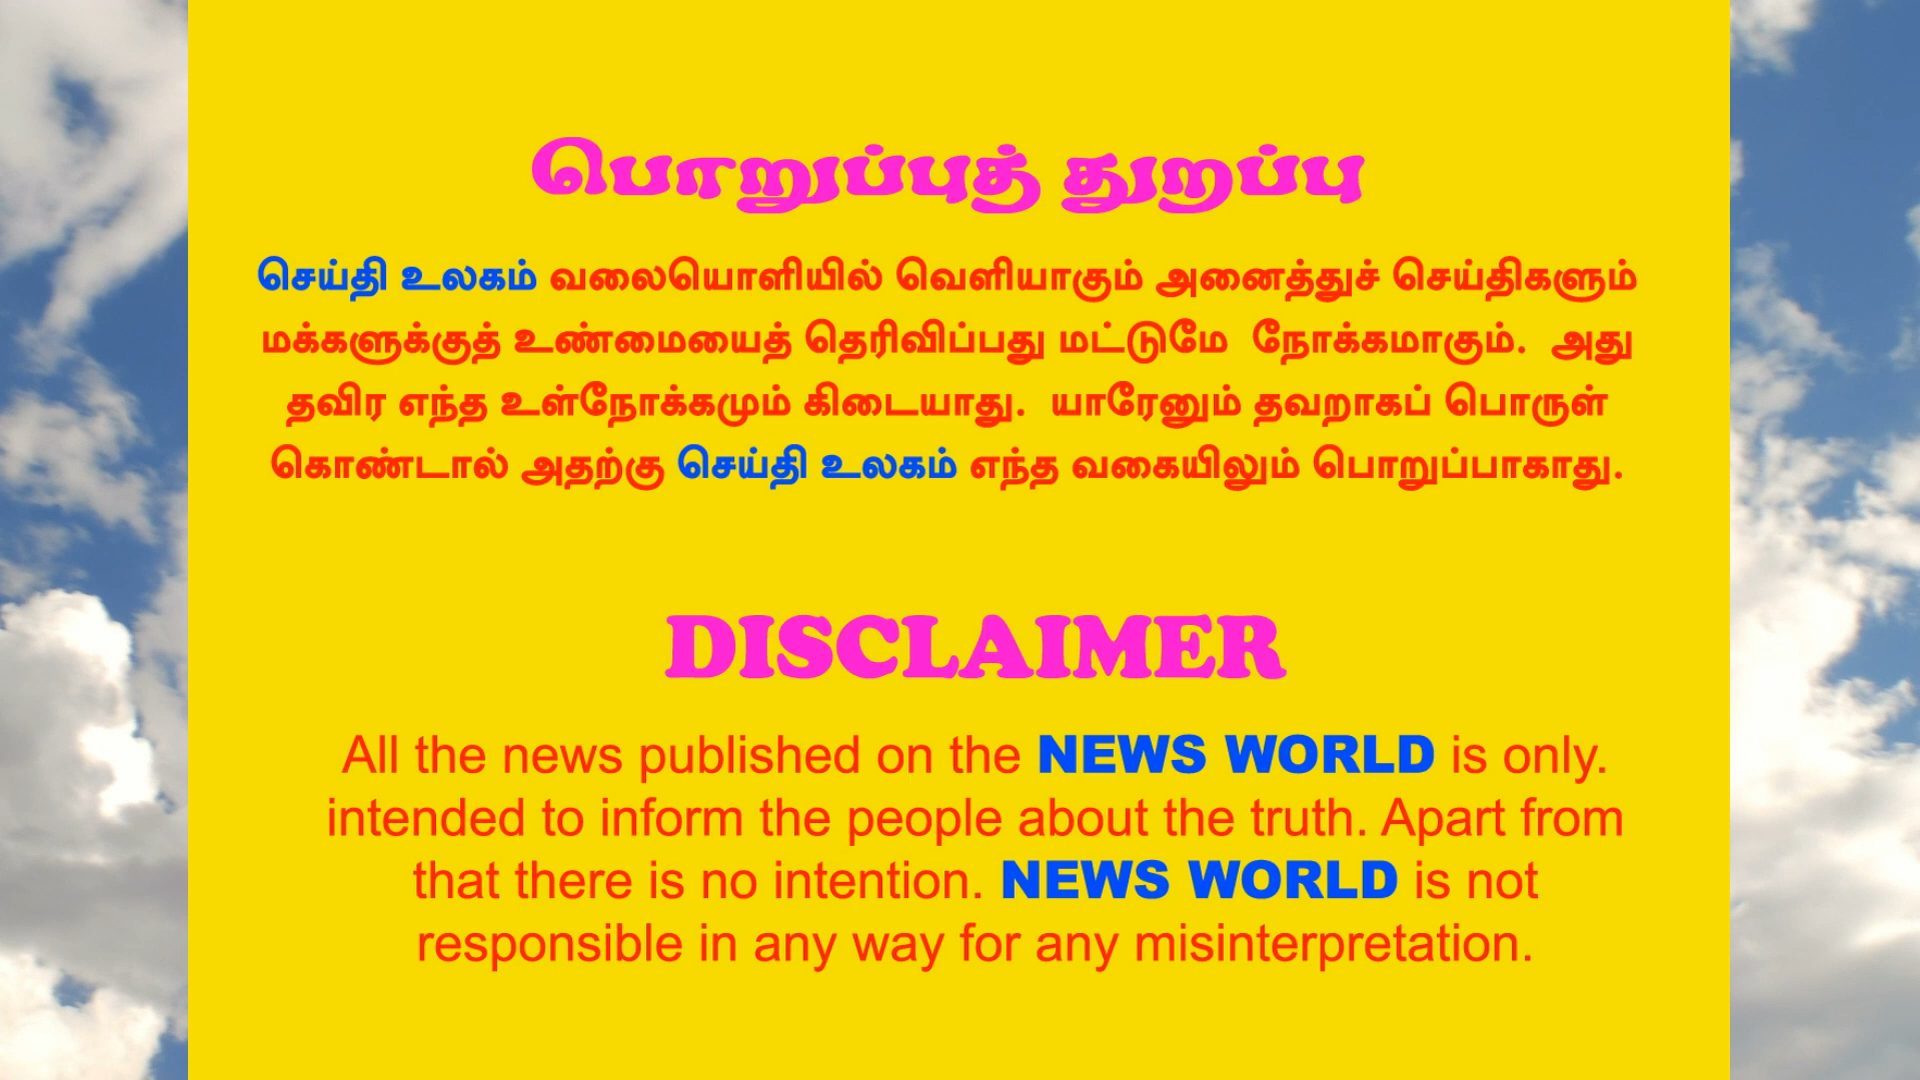 பொறுப்புத் துறப்பு
செய்தி உலகம் வலையொளியில் வெளியாகும் அனைத்துச் செய்திகளும்
மக்களுக்குத் உண்மையைத் தெரிவிப்பது மட்டுமே நோக்கமாகும். அது
தவிர எந்த உள்நோக்கமும் கிடையாது. யாரேனும் தவறாகப் பொருள்
கொண்டால் அதற்கு செய்தி உலகம் எந்த வகையிலும் பொறுப்பாகாது.
DISCLAIMER
All the news published on the NEWS WORLD is only.
intended to inform the people about the truth. Apart from
that there is no intention. NEWS WORLD is not
responsible in any way for any misinterpretation.